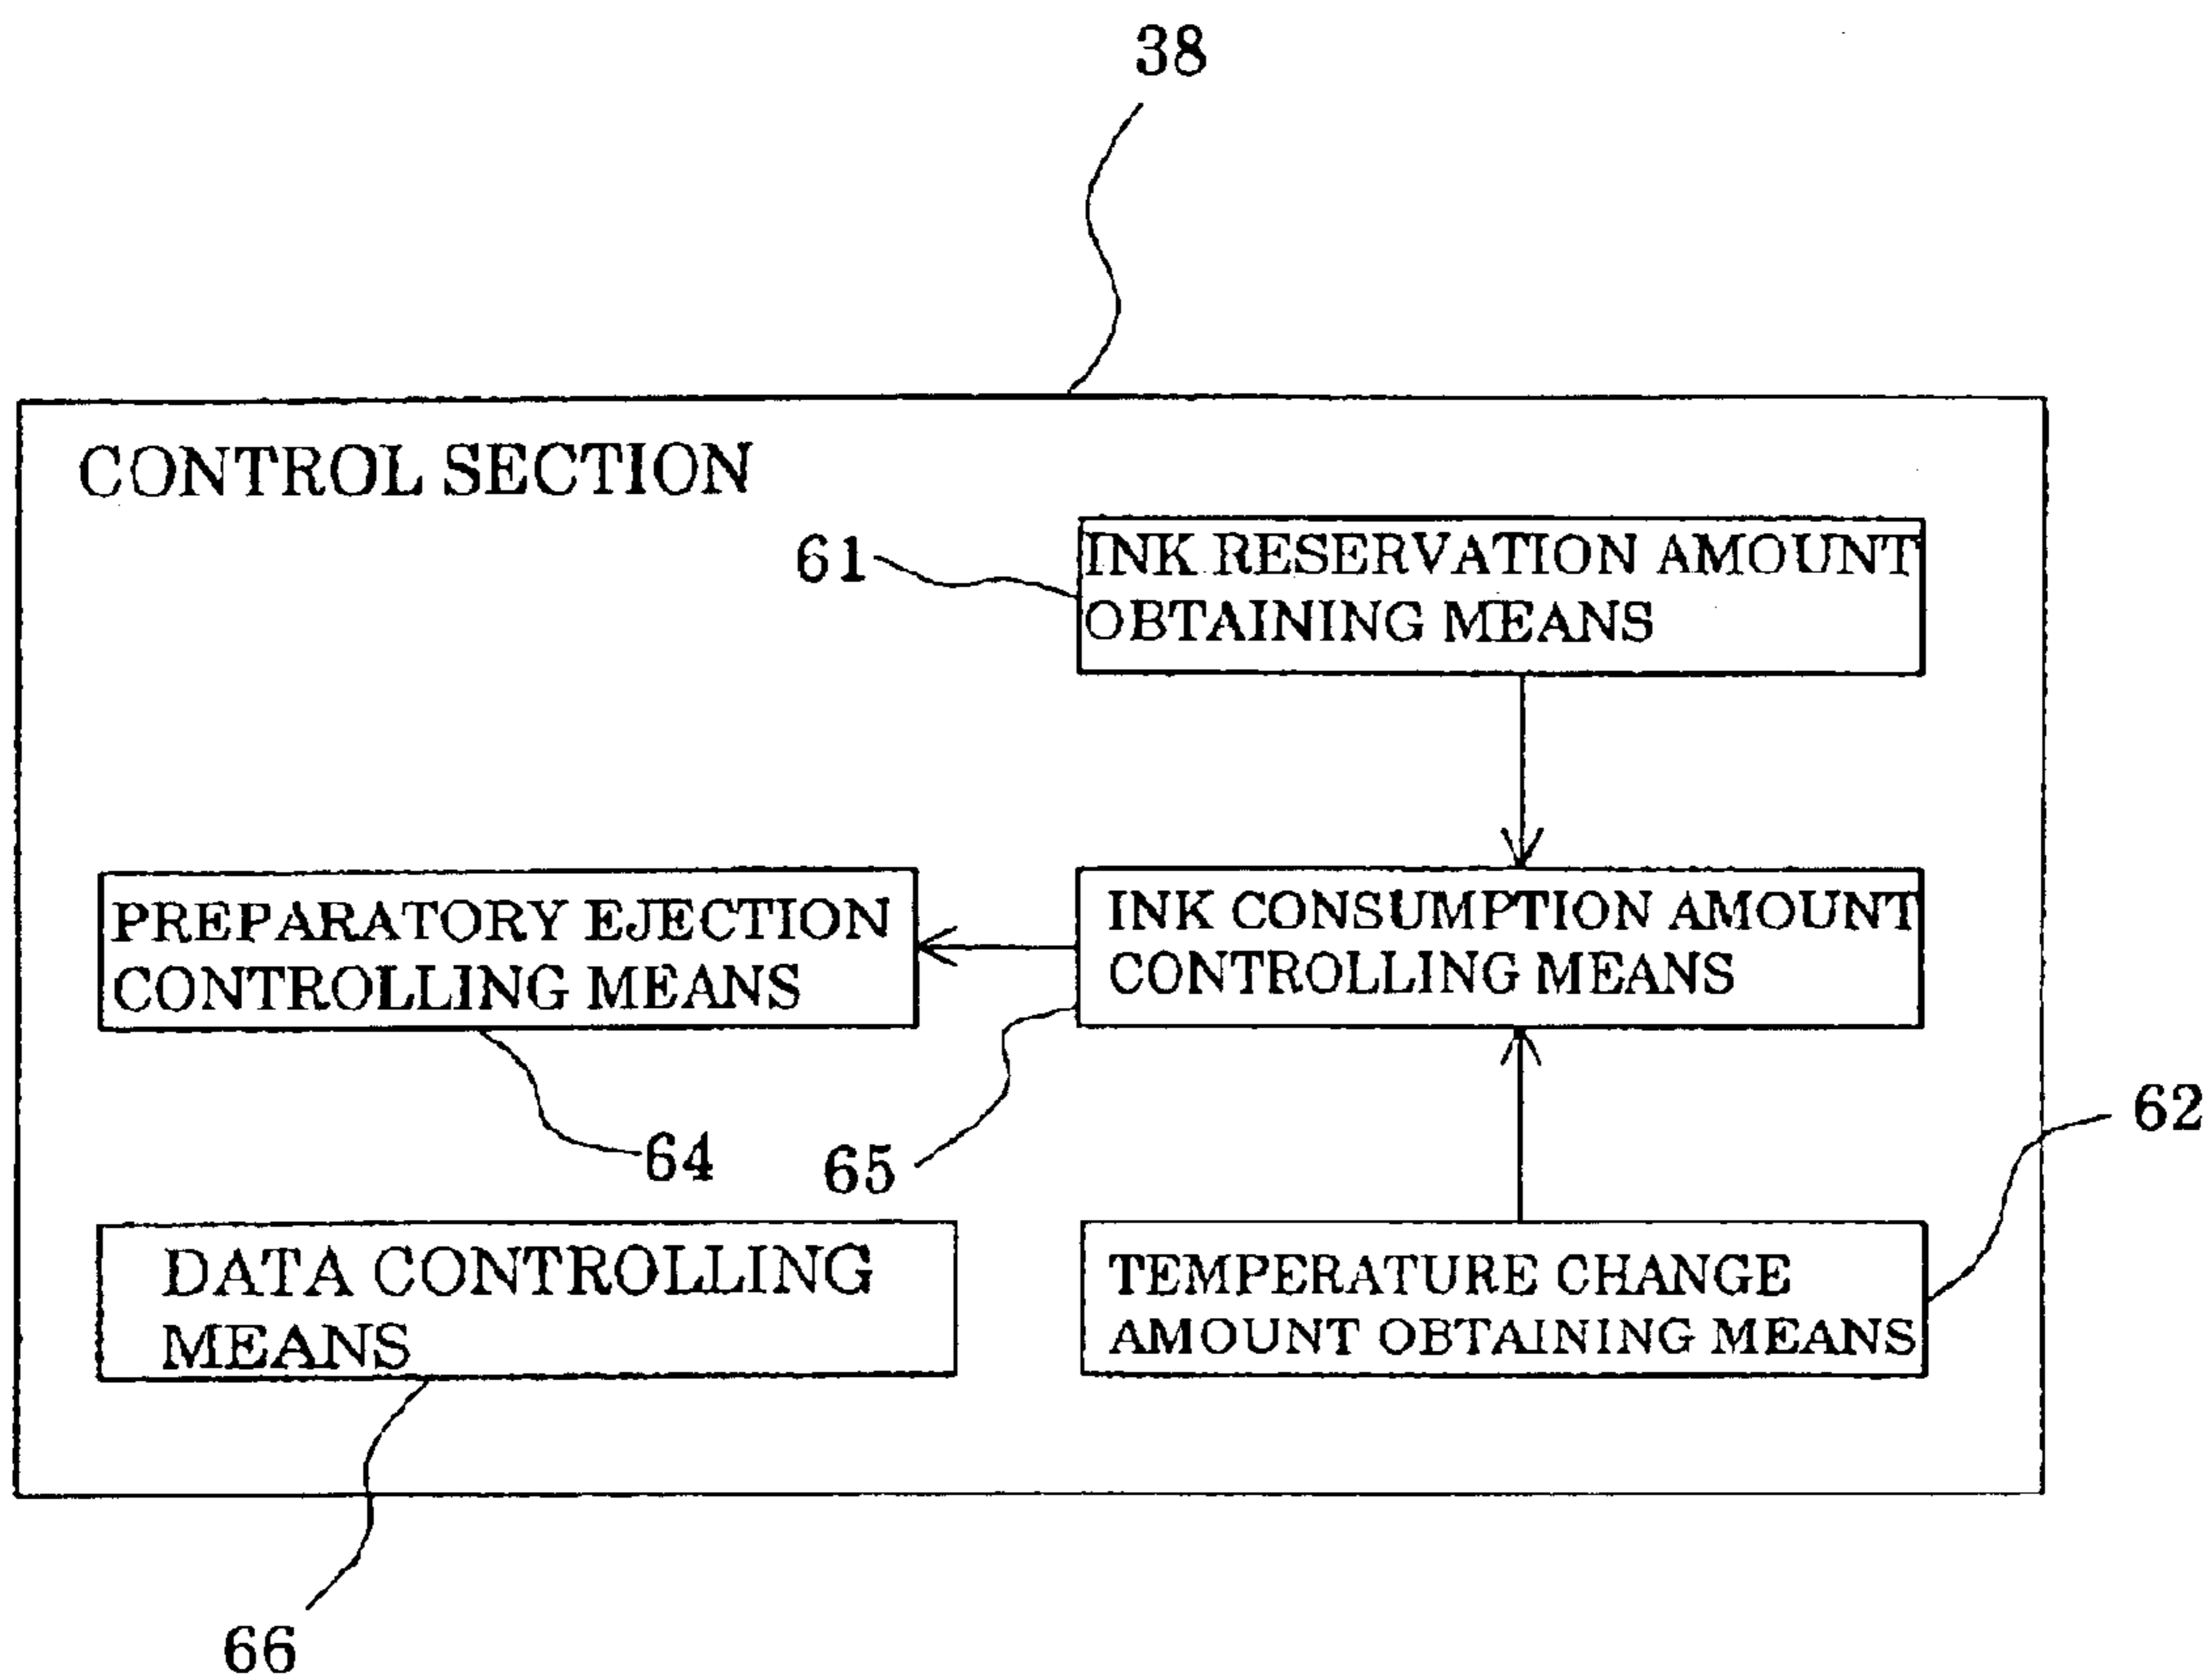 38
CONTROL SECTION
61
INK RESERVATION AMOUNT
OBTAINING MEANS
PREPARATORY EJECTION
CONTROLLING MEANS
INK CONSUMPTION AMOUNT
CONTROLLING MEANS
64
65
62
DATA CONTROLLING
MEANS
TEMPERATURE CHANGE
AMOUNT OBTAINING MEANS
66